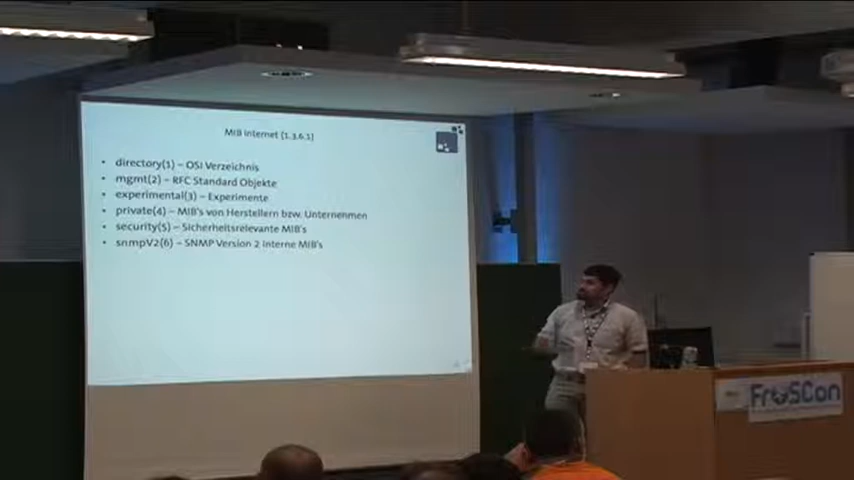 MIB Internet (1.3.6.1)
• directory(1) – OSI Verzeichnis
• mgmt(2) – RFC Standard Objekte
• experimental(3) – Experimente
• private(4) – MIB's von Herstellern bzw. Unternehmen
• security(5) – Sicherheitsrelevante MIB's
• snmpV2(6) – SNMP Version 2 interne MIB's
FrOSCon